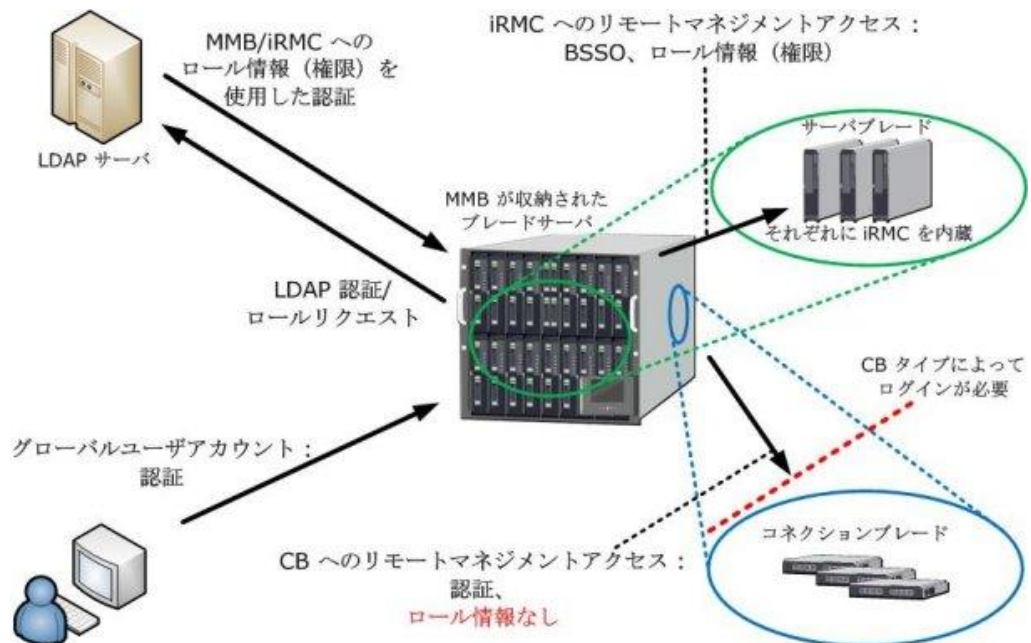 iRMC へのリモートマネジメントアクセス：
BSSO、ロール情報（権限）
MMB/iRMC への
ロール情報（権限）を
使用した認証
LDAP サーバ
サーバブレード
それぞれに iRMC を内蔵
MMB が収納された
ブレードサーバ
LDAP 認証/
ロールリクエスト
CB タイプによって
ログインが必要
グローバルユーザアカウント：
認証
CB へのリモートマネジメントアクセス：
認証、
ロール情報なし
コネクションブレード